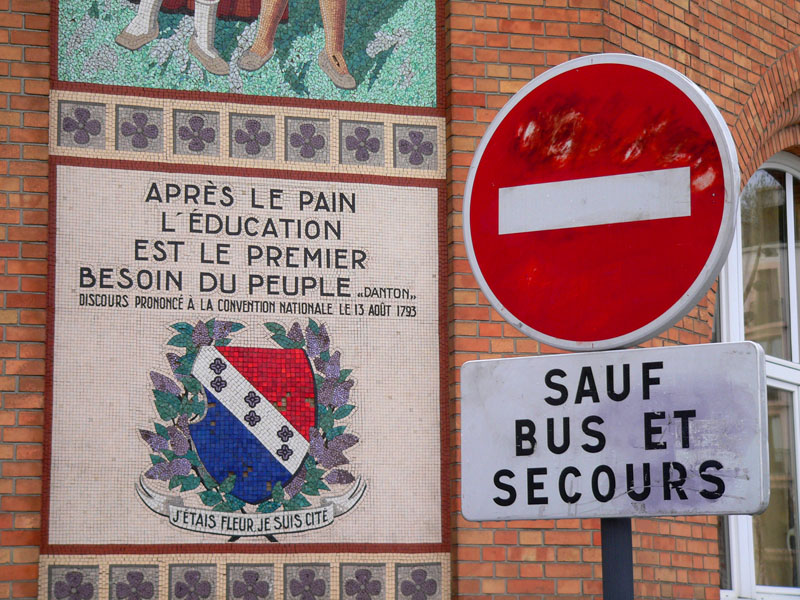 APRÈS LE PAIN
L'ÉDUCATION
EST LE PREMIER
BESOIN DU PEUPLE „DANTON„
DISCOURS PRONONCÉ À LA CONVENTION NATIONALE LE 13 AOÛT 1793
J'ÉTAIS FLEUR, JE SUIS CITÉ
SAUF
BUS ET
SECOURS